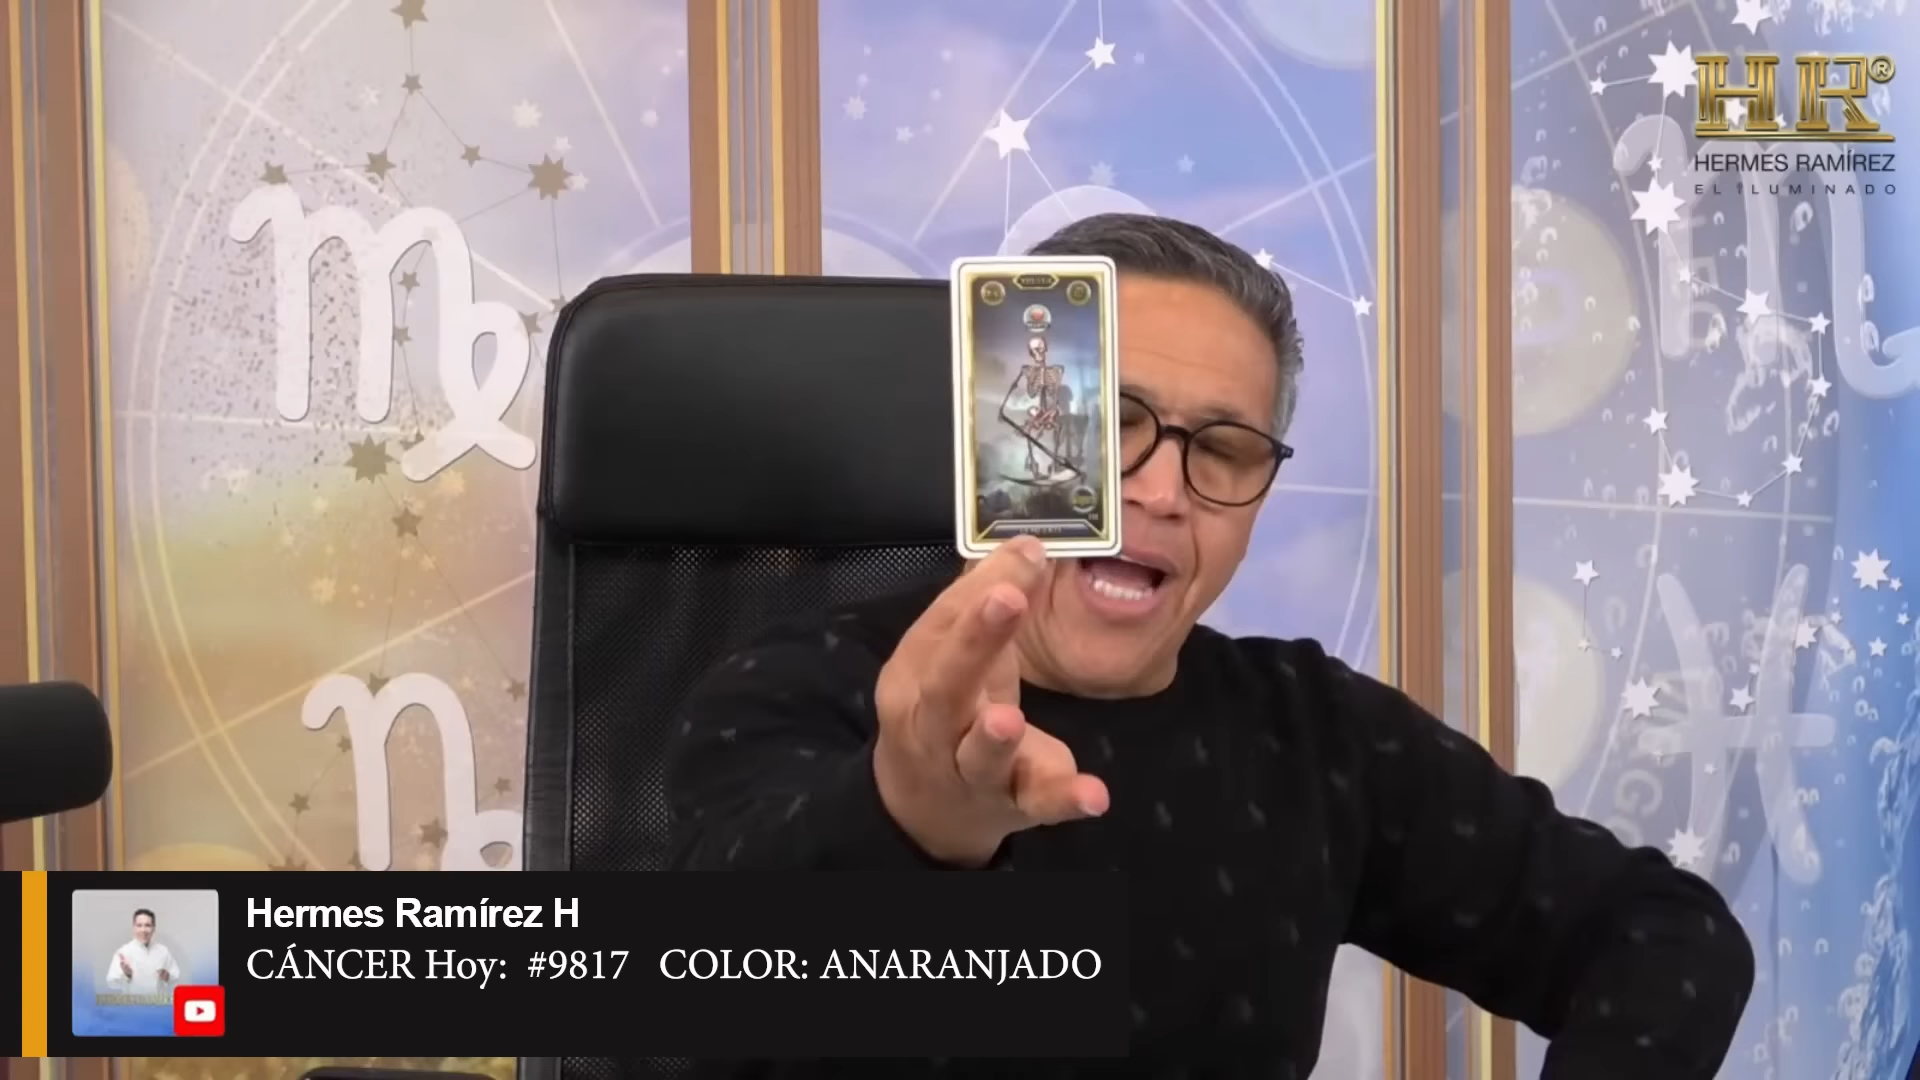 HR®
HERMES RAMÍREZ
EL ILUMINADO
Hermes Ramírez H
CÁNCER Hoy: #9817 COLOR: ANARANJADO